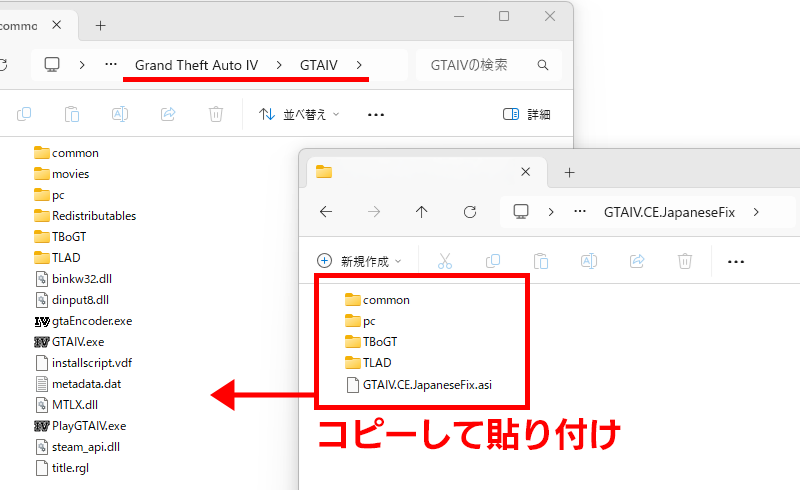 commo
Grand Theft Auto IV > GTAIV >
GTAIVの検索
並べ替え
詳細
common
movies
pc
Redistributables
TBoGT
TLAD
binkw32.dll
dinput8.dll
gtaEncoder.exe
GTAIV.exe
installscript.vdf
metadata.dat
MTLX.dll
PlayGTAIV.exe
steam_api.dll
title.rgl
GTAIV.CE.JapaneseFix >
新規作成
common
pc
TBoGT
TLAD
GTAIV.CE.JapaneseFix.asi
コピーして貼り付け